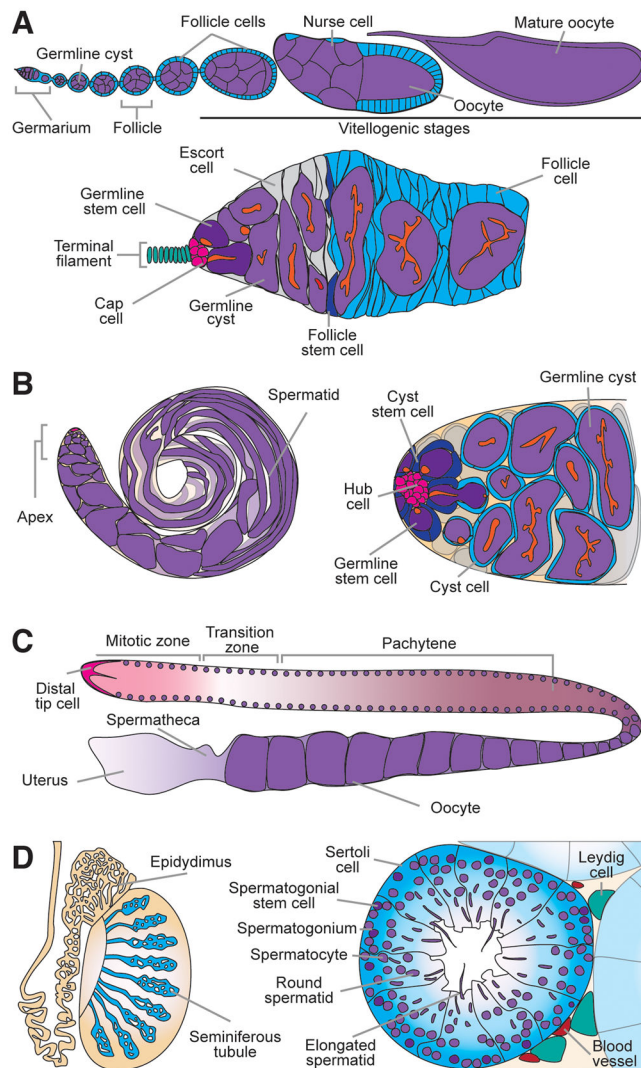 A
Follicle cells
Nurse cell
Mature oocyte
Germline cyst
Oocyte
Germarium
Follicle
Vitellogenic stages
Escort
cell
Follicle
cell
Germline
stem cell
Terminal
filament
Cap
cell
Germline
cyst
Follicle
stem cell
B
Spermatid
Apex
Germline cyst
Cyst
stem cell
Hub
cell
Germline
stem cell
Cyst cell
C
Mitotic zone
Transition
zone
Pachytene
Distal
tip cell
Spermatheca
Uterus
Oocyte
D
Epidydimus
Seminiferous
tubule
Sertoli
cell
Leydig
cell
Spermatogonial
stem cell
Spermatogonium
Spermatocyte
Round
spermatid
Elongated
spermatid
Blood
vessel